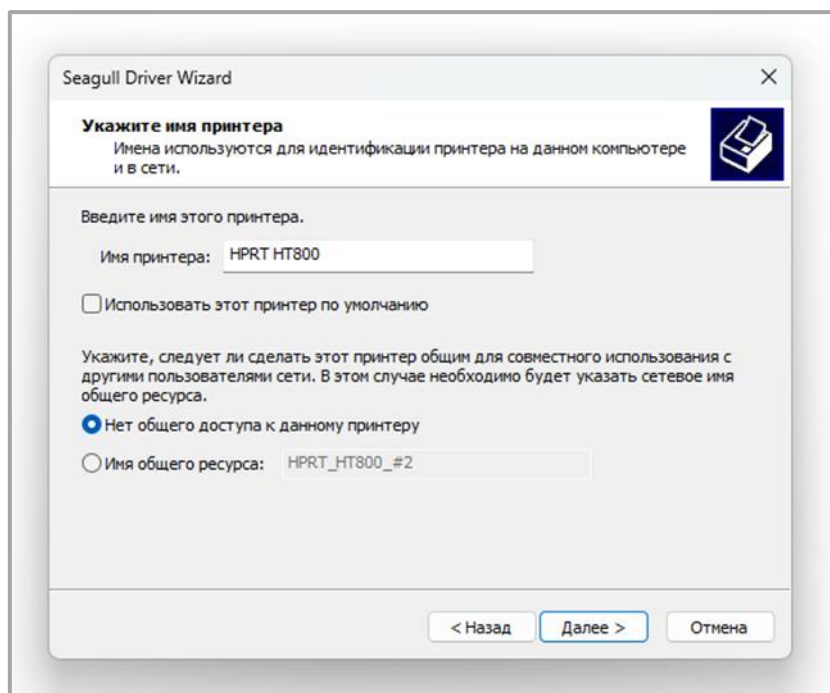 Seagull Driver Wizard
Укажите имя принтера
Имена используются для идентификации принтера на данном компьютере
и в сети.
Введите имя этого принтера.
Имя принтера: HPRT HT800
Использовать этот принтер по умолчанию
Укажите, следует ли сделать этот принтер общим для совместного использования с
другими пользователями сети. В этом случае необходимо будет указать сетевое имя
общего ресурса.
Нет общего доступа к данному принтеру
Имя общего ресурса: HPRT_HT800_#2
< Назад Далее > Отмена